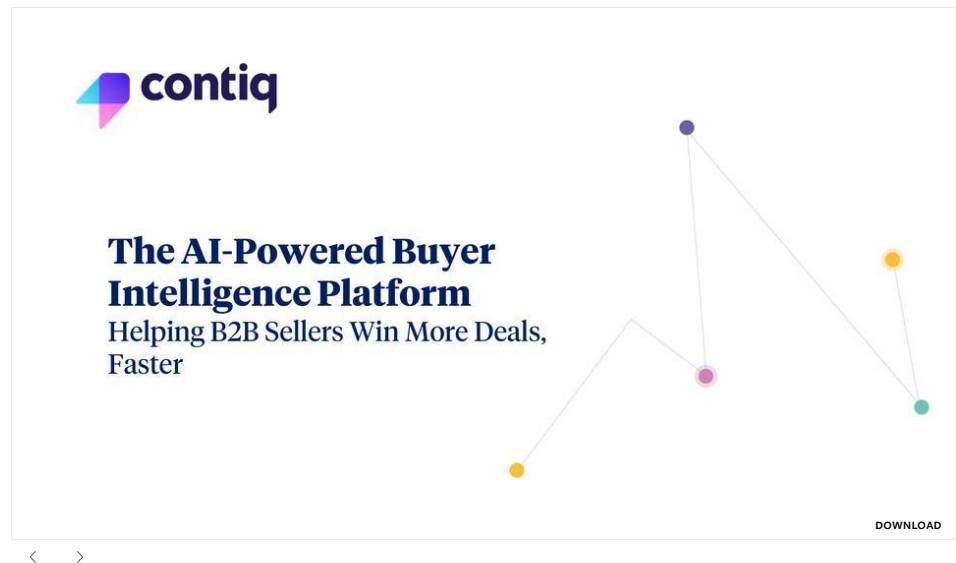 contiq
The AI-Powered Buyer
Intelligence Platform
Helping B2B Sellers Win More Deals,
Faster
DOWNLOAD